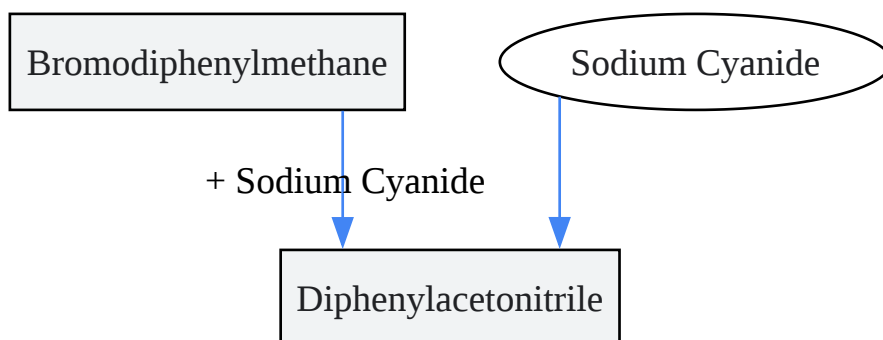 Bromodiphenylmethane
Sodium Cyanide
+ Sodium Cyanide
Diphenylacetonitrile